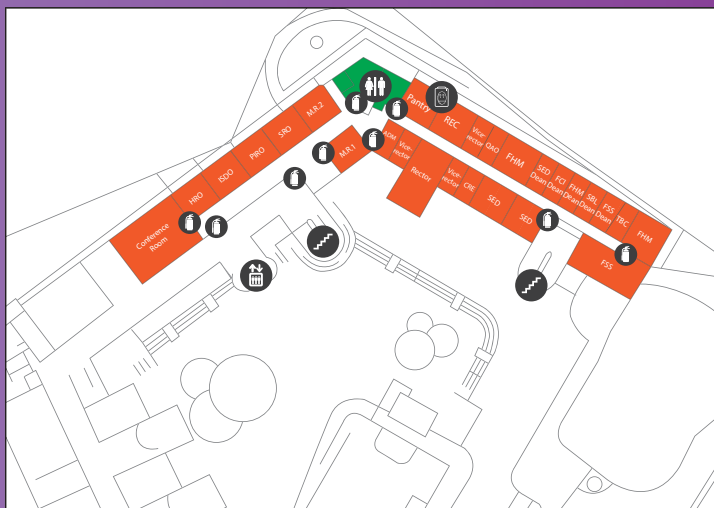 M.R.2
SRO
PIRO
ISDO
HRO
Conference
Room
M.R.1
Pantry
REC
Vice-
rector
QAO
FHM
SED
Dean
FCI
Dean
FHM
Dean
SBL
Dean
FSS
Dean
TBC
FHM
ADM
Vice-
rector
Rector
Vice-
rector
CRE
SED
SED
FSS